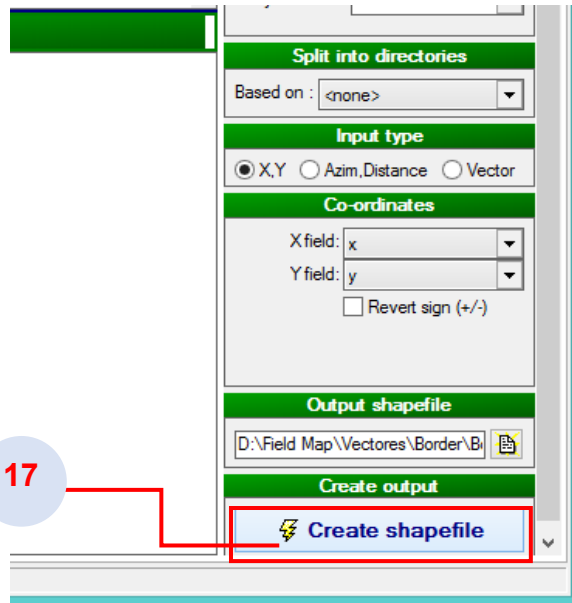 Split into directories
Based on : <none>
Input type
X,Y Azim,Distance Vector
Co-ordinates
X field: x
Y field: y
Revert sign (+/-)
Output shapefile
D:\Field Map\Vectores\Border\B
17
Create output
Create shapefile